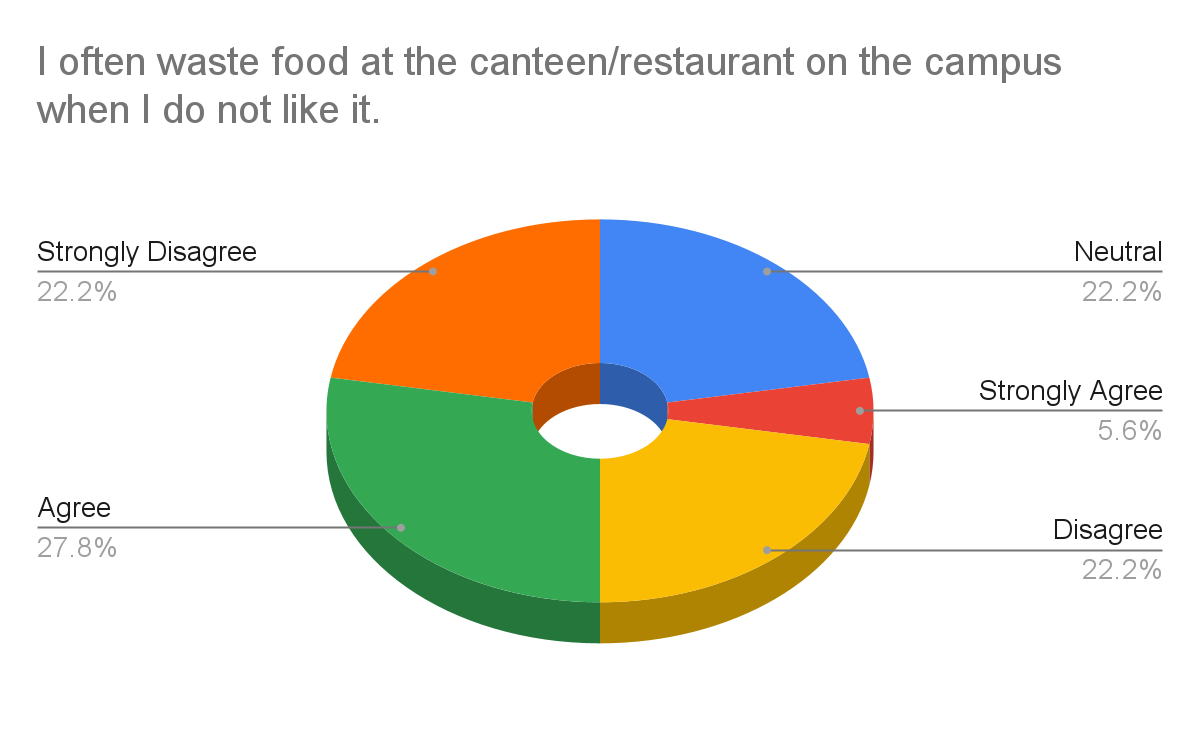 I often waste food at the canteen/restaurant on the campus
when I do not like it.
Strongly Disagree
22.2%
Neutral
22.2%
Strongly Agree
5.6%
Agree
27.8%
Disagree
22.2%